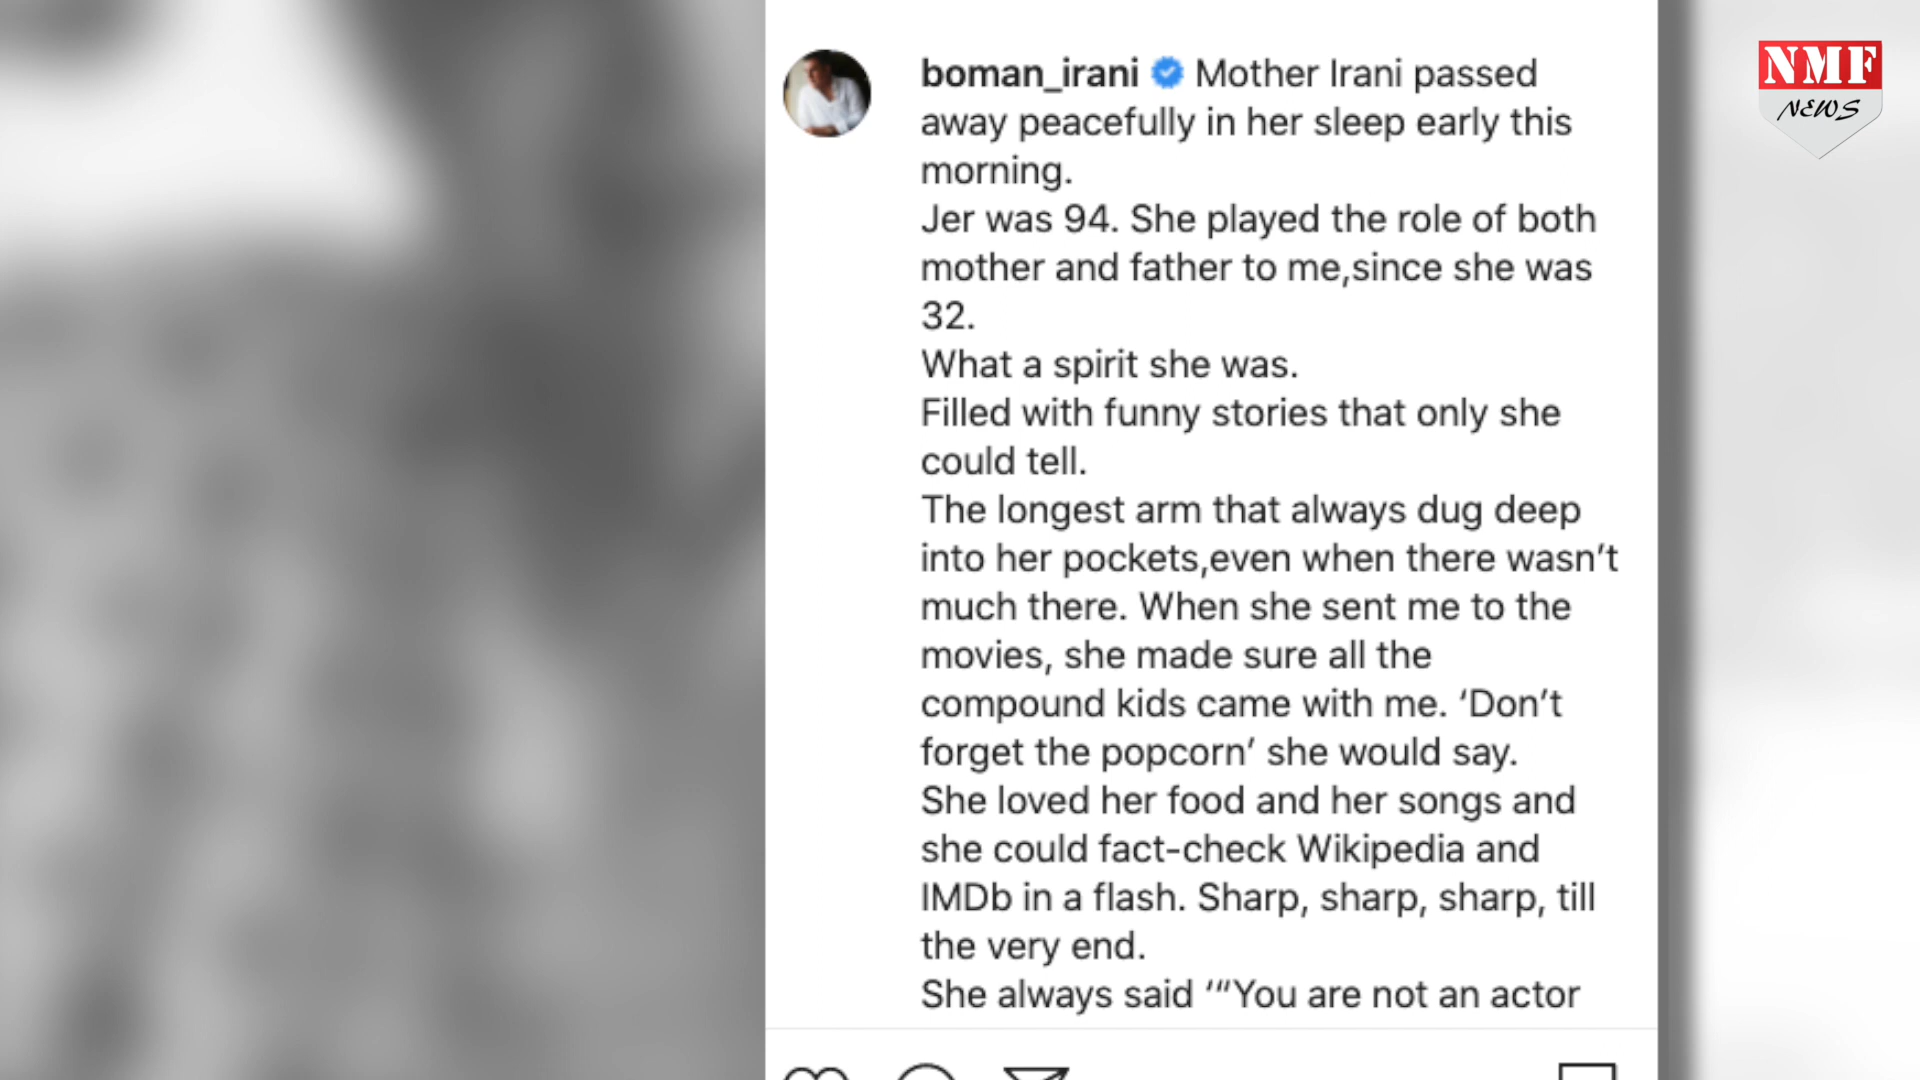 boman_irani Mother Irani passed
away peacefully in her sleep early this
morning.
Jer was 94. She played the role of both
mother and father to me,since she was
32.
What a spirit she was.
Filled with funny stories that only she
could tell.
The longest arm that always dug deep
into her pockets,even when there wasn’t
much there. When she sent me to the
movies, she made sure all the
compound kids came with me. ‘Don’t
forget the popcorn’ she would say.
She loved her food and her songs and
she could fact-check Wikipedia and
IMDb in a flash. Sharp, sharp, sharp, till
the very end.
She always said ‘“You are not an actor
NMF
NEWS